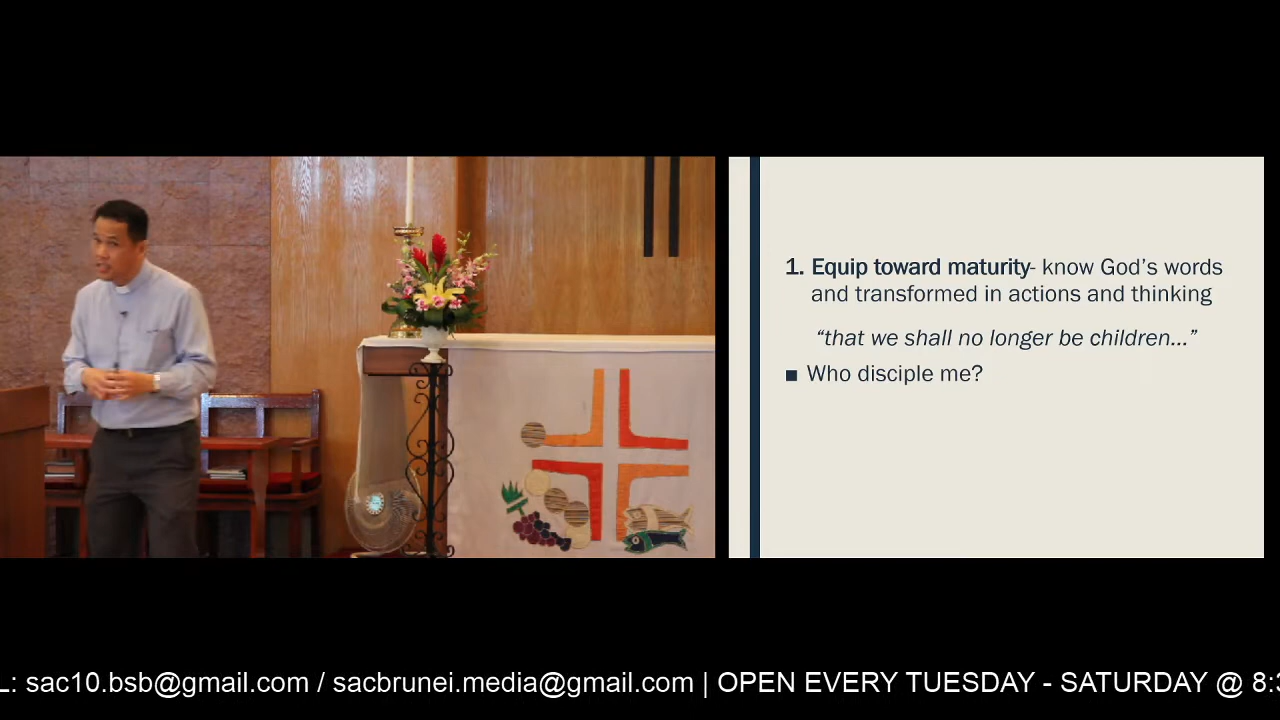 1. Equip toward maturity- know God's words
and transformed in actions and thinking
“that we shall no longer be children...”
■ Who disciple me?
L: sac10.bsb@gmail.com / sacbrunei.media@gmail.com | OPEN EVERY TUESDAY - SATURDAY @ 8:3